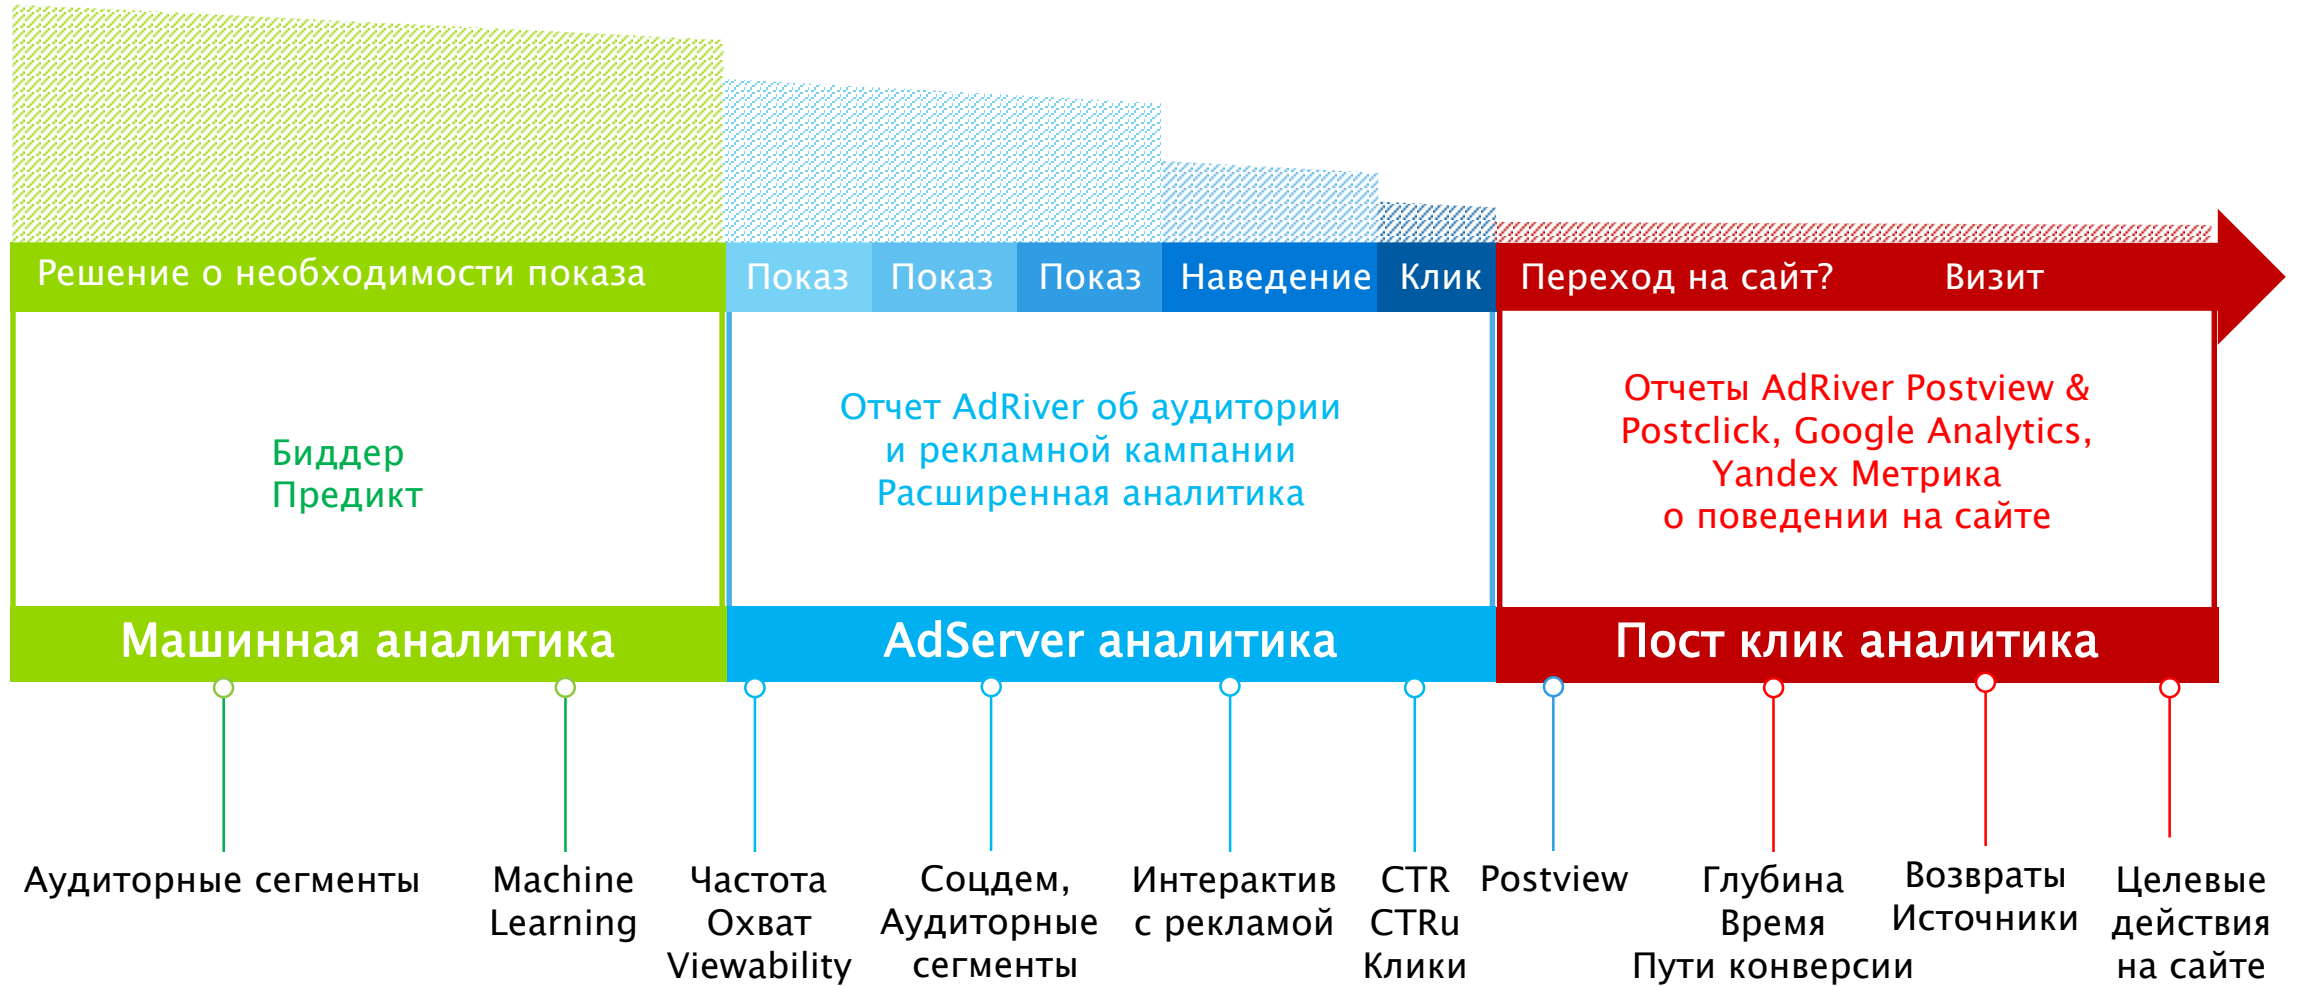 Решение о необходимости показа
Показ
Показ
Показ
Наведение
Клик
Переход на сайт?
Визит
Биддер
Предикт
Отчет AdRiver об аудитории
и рекламной кампании
Расширенная аналитика
Отчеты AdRiver Postview &
Postclick, Google Analytics,
Yandex Метрика
о поведении на сайте
Машинная аналитика
AdServer аналитика
Пост клик аналитика
Аудиторные сегменты
Machine
Learning
Частота
Охват
Viewability
Соцдем,
Аудиторные
сегменты
Интерактив
с рекламой
CTR
CTRu
Клики
Postview
Глубина
Время
Пути конверсии
Возвраты
Источники
Целевые
действия
на сайте